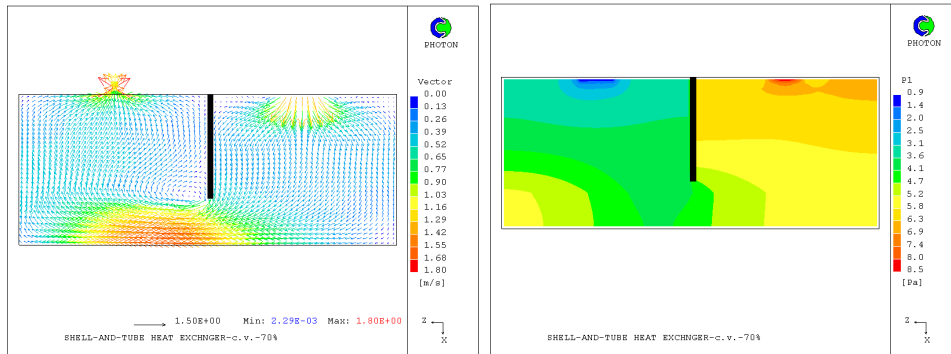 PHOTON
Vector
0.00
0.13
0.26
0.39
0.52
0.65
0.77
0.90
1.03
1.16
1.29
1.42
1.55
1.68
1.80
[m/s]
1.50E+00 Min: 2.29E-03 Max: 1.80E+00
Z
X
SHELL-AND-TUBE HEAT EXCHNGER-c.v.-70%
PHOTON
P1
0.9
1.4
2.0
2.5
3.1
3.6
4.1
4.7
5.2
5.8
6.3
6.9
7.4
8.0
8.5
[Pa]
Z
X
SHELL-AND-TUBE HEAT EXCHNGER-c.v.-70%